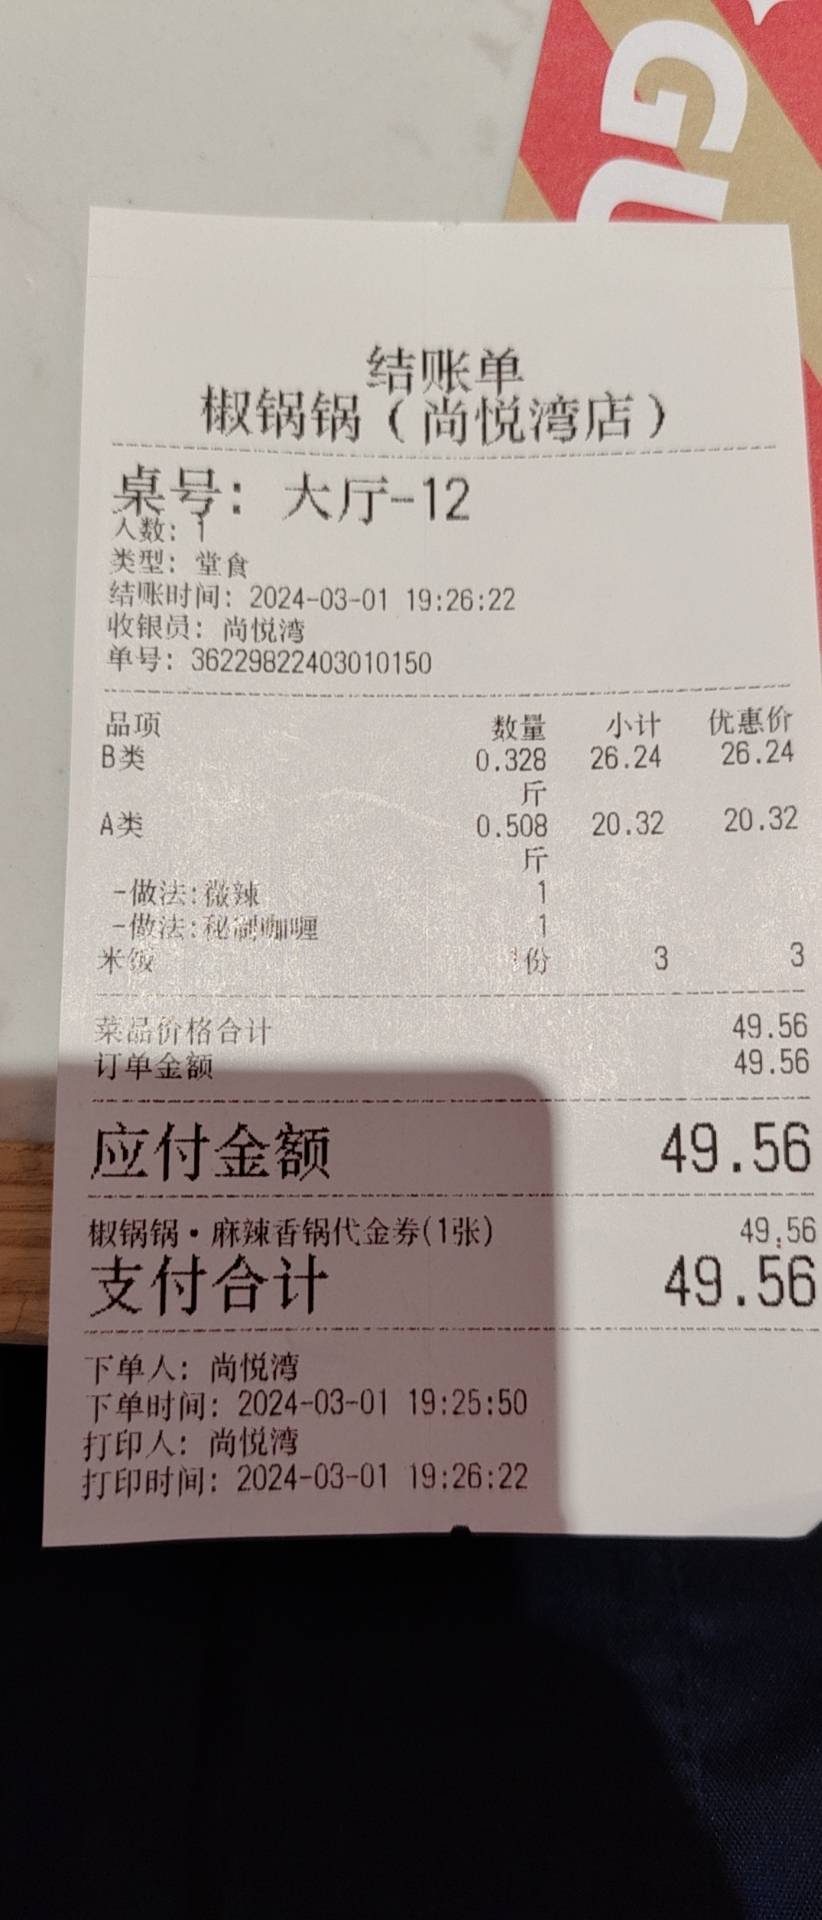 GU
结账单
椒锅锅（尚悦湾店）
桌号: 大厅-12
人数: 1
类型: 堂食
结账时间: 2024-03-01 19:26:22
收银员: 尚悦湾
单号: 36229822403010150
品项 数量 小计 优惠价
B类 0.328 26.24 26.24
斤
A类 0.508 20.32 20.32
斤
-做法:微辣 1
-做法:秘制咖喱 1
米饭 1份 3 3
菜品价格合计 49.56
订单金额 49.56
应付金额 49.56
椒锅锅·麻辣香锅代金券(1张) 49.56
支付合计 49.56
下单人: 尚悦湾
下单时间: 2024-03-01 19:25:50
打印人: 尚悦湾
打印时间: 2024-03-01 19:26:22